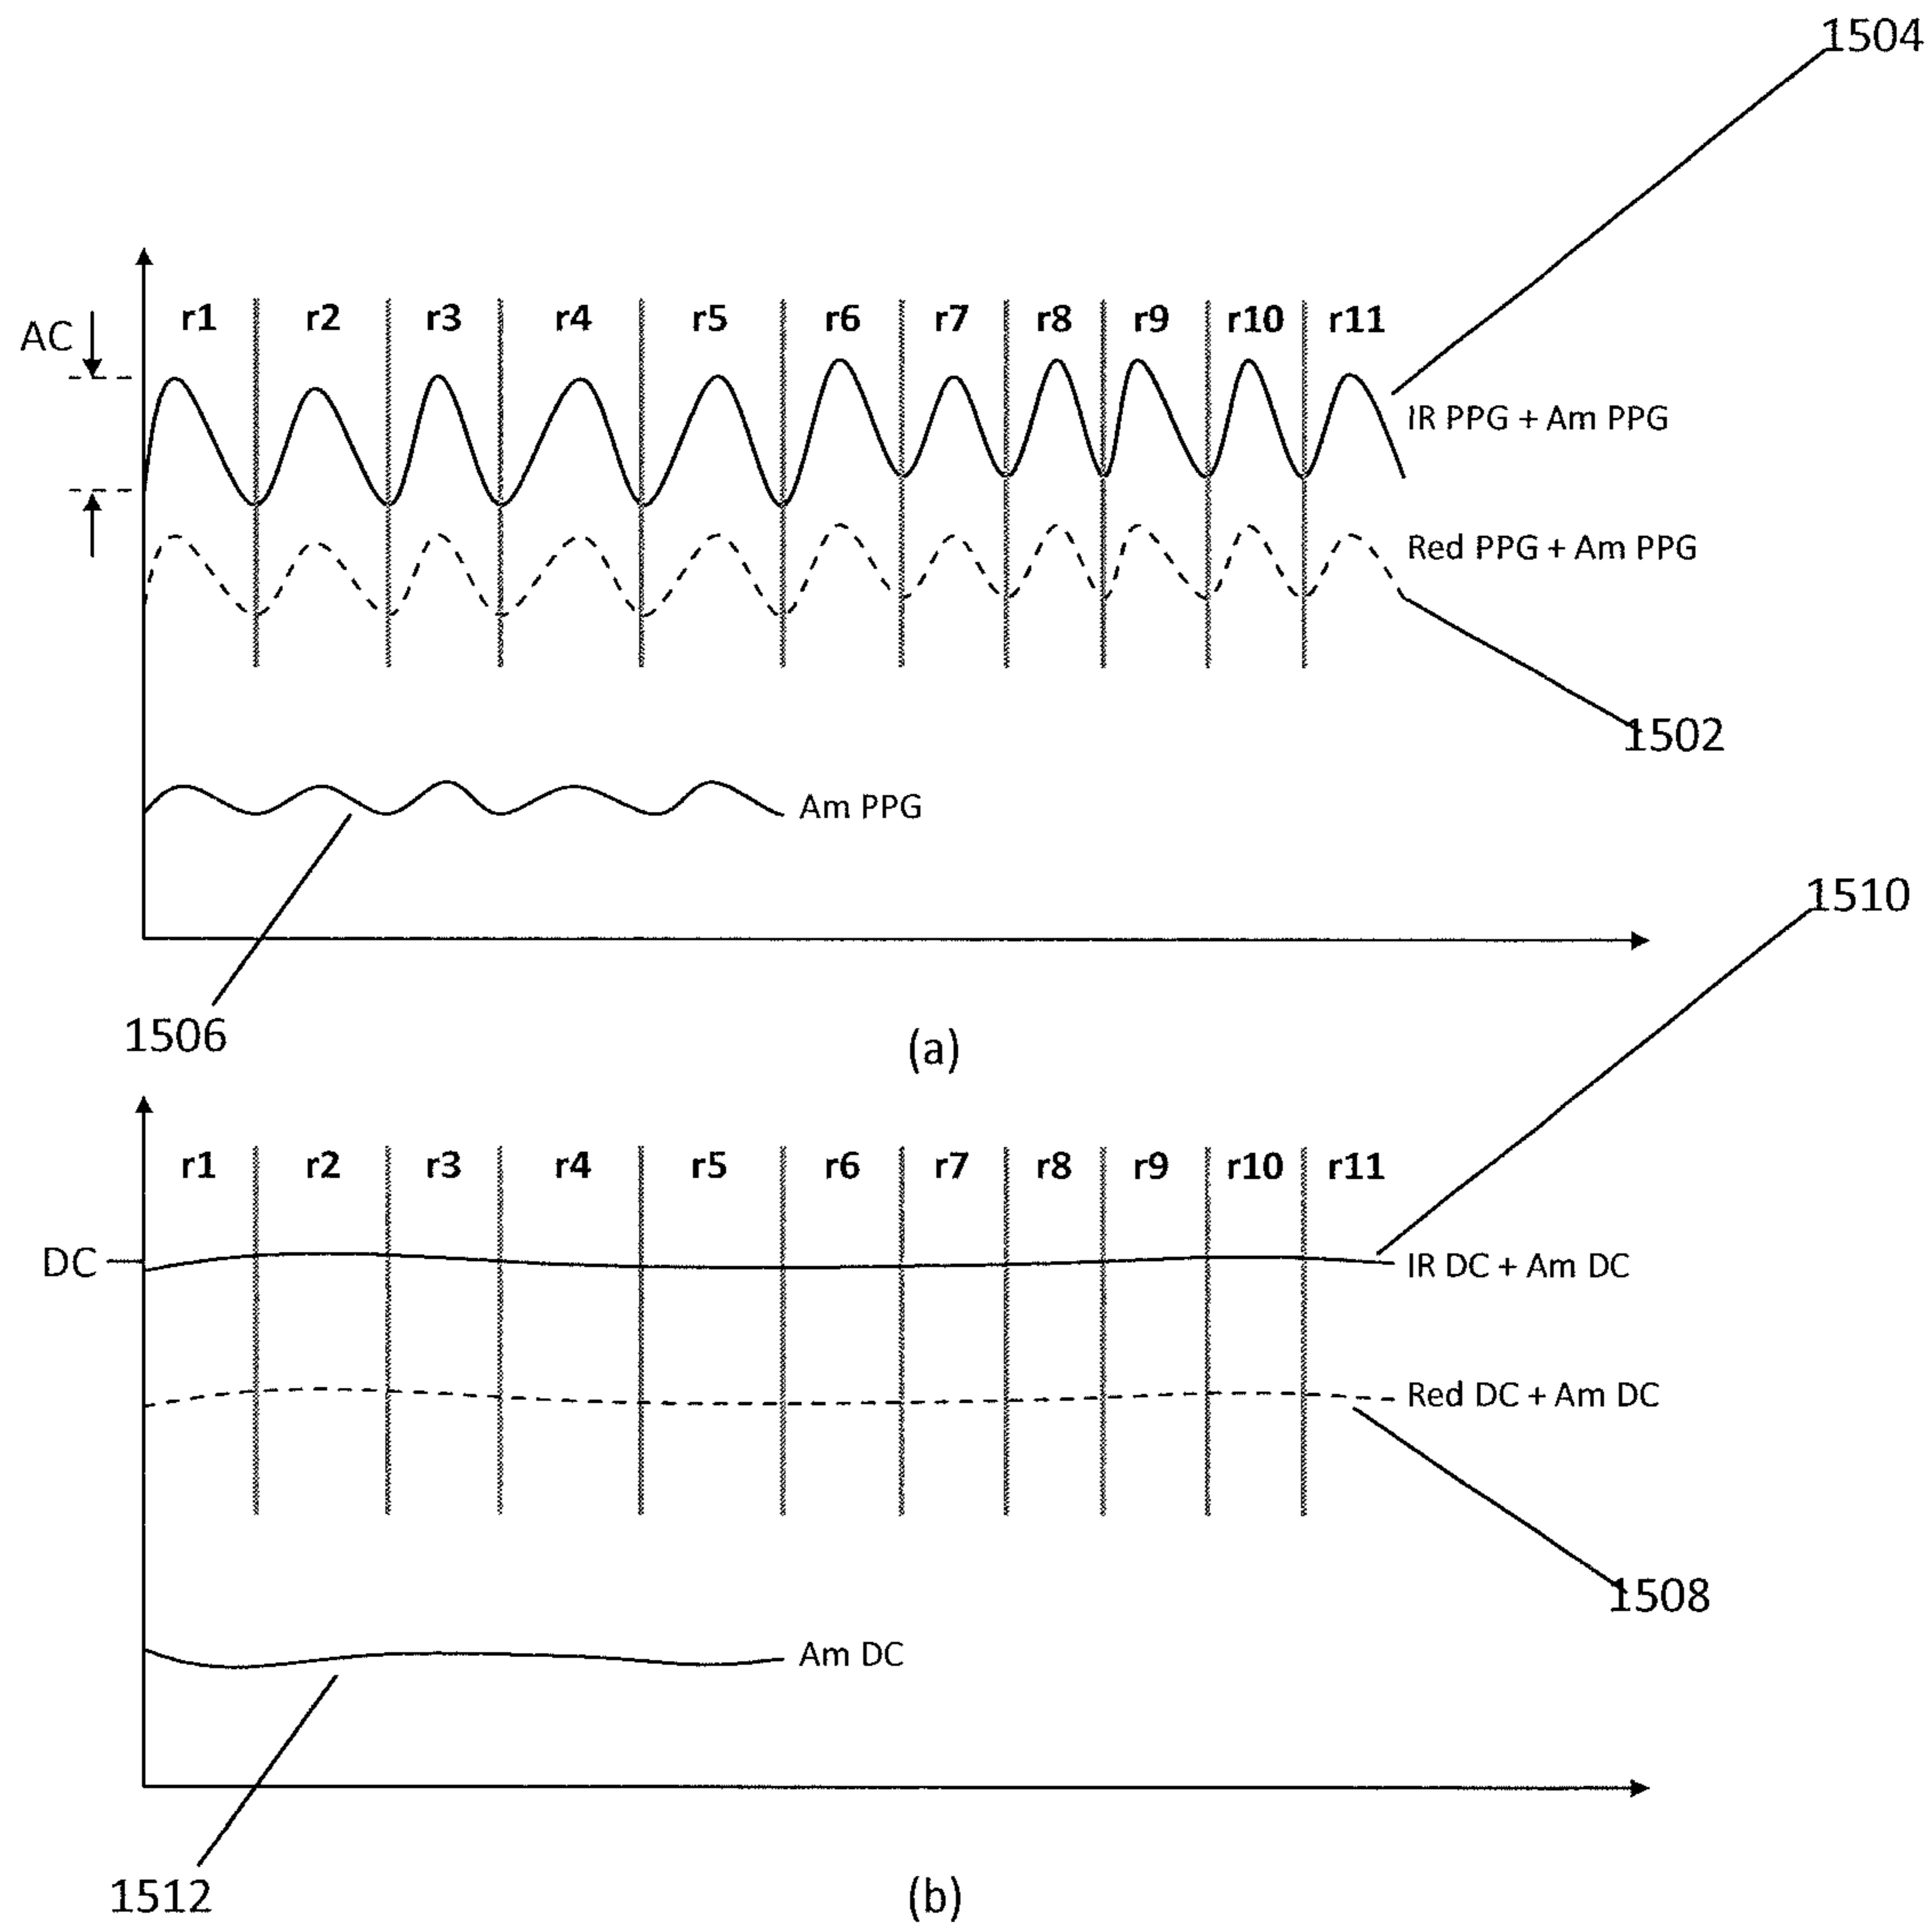 1504
r1 r2 r3 r4 r5 r6 r7 r8 r9 r10 r11
AC
IR PPG + Am PPG
Red PPG + Am PPG
1502
Am PPG
1510
1506
(a)
r1 r2 r3 r4 r5 r6 r7 r8 r9 r10 r11
DC
IR DC + Am DC
Red DC + Am DC
1508
Am DC
1512
(b)